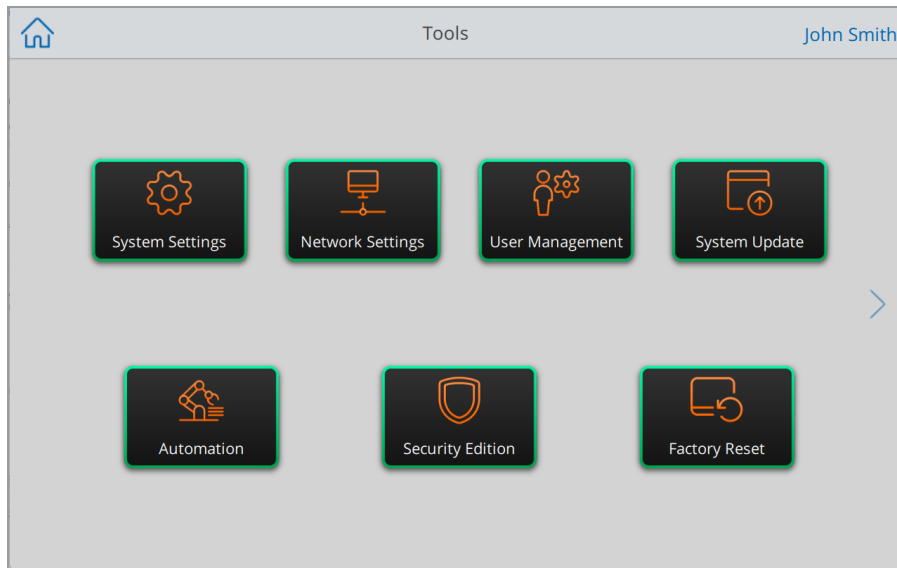 Tools
John Smith
System Settings
Network Settings
User Management
System Update
Automation
Security Edition
Factory Reset